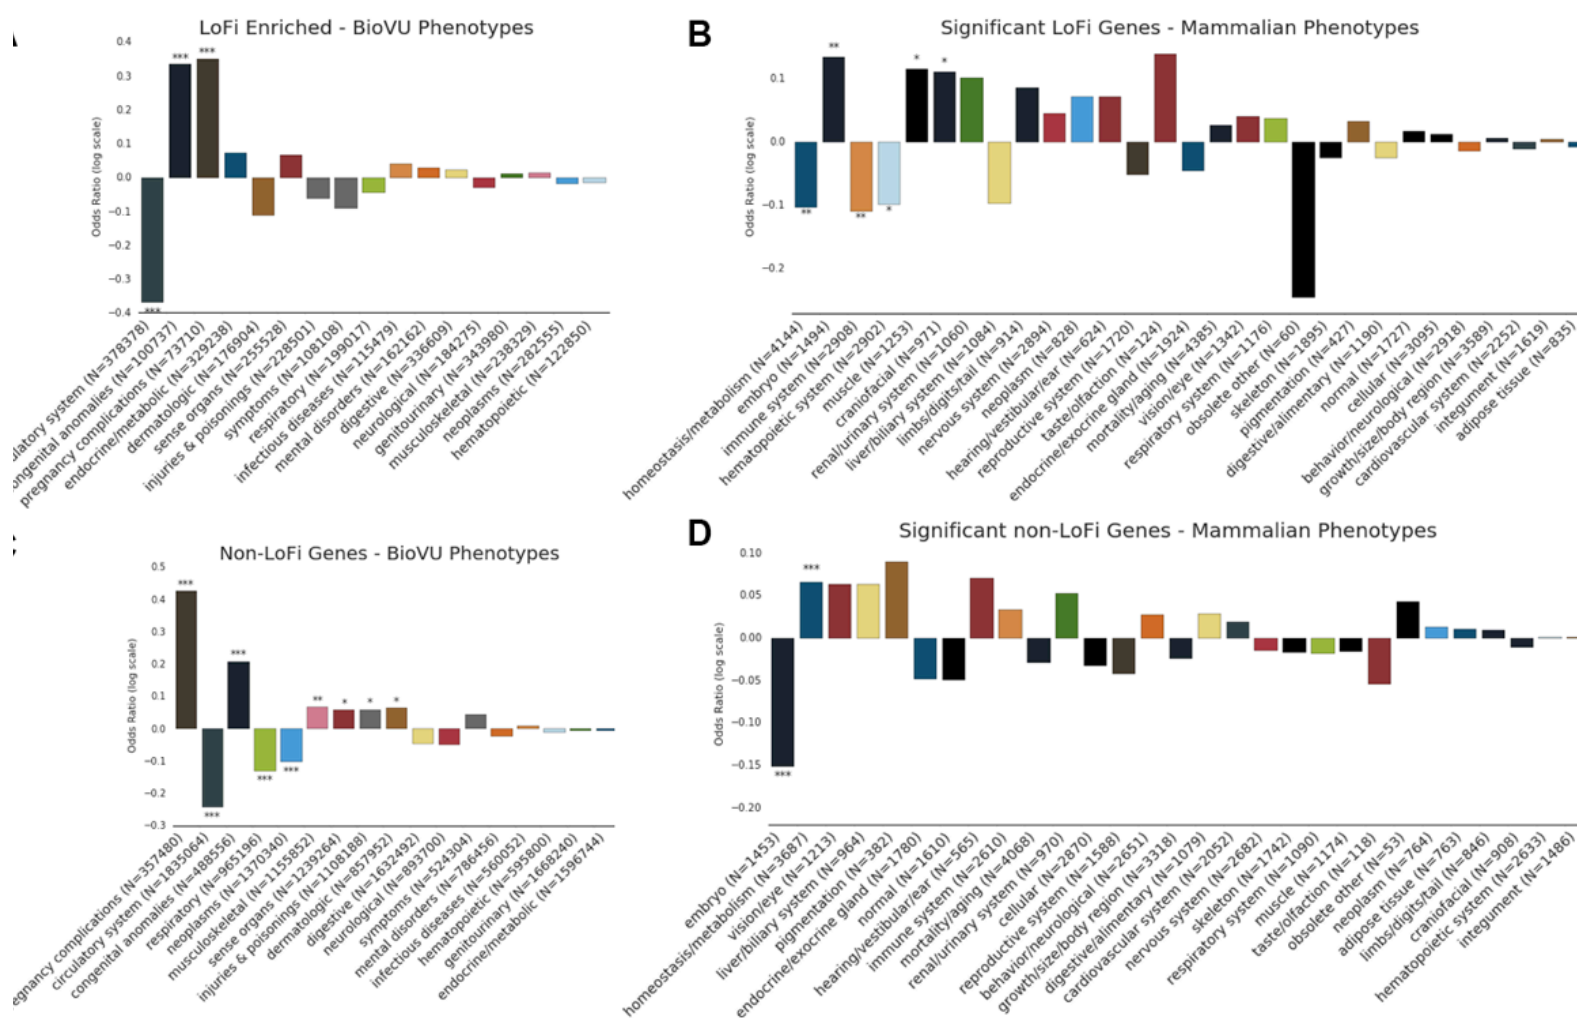 LoFi Enriched - BioVU Phenotypes
0.4
0.3
0.2
0.1
0.0
−0.1
−0.2
−0.3
−0.4
Odds Ratio (log scale)
***
***
***
ulatory system (N=378378)
ongenital anomalies (N=100737)
pregnancy complications (N=73710)
endocrine/metabolic (N=329238)
dermatologic (N=176904)
sense organs (N=255528)
injuries & poisonings (N=228501)
symptoms (N=108108)
respiratory (N=199017)
infectious diseases (N=115479)
mental disorders (N=162162)
digestive (N=336609)
neurological (N=184275)
genitourinary (N=343980)
musculoskeletal (N=238329)
neoplasms (N=282555)
hematopoietic (N=122850)
B
Significant LoFi Genes - Mammalian Phenotypes
0.1
0.0
−0.1
−0.2
Odds Ratio (log scale)
**
**
**
*
*
*
homeostasis/metabolism (N=4144)
embryo (N=1494)
immune system (N=2908)
hematopoietic system (N=2902)
muscle (N=1253)
craniofacial (N=971)
renal/urinary system (N=1060)
liver/biliary system (N=1084)
limbs/digits/tail (N=914)
nervous system (N=2894)
neoplasm (N=828)
hearing/vestibular/ear (N=624)
reproductive system (N=1720)
taste/olfaction (N=124)
endocrine/exocrine gland (N=1924)
mortality/aging (N=4385)
vision/eye (N=1342)
respiratory system (N=1176)
obsolete other (N=60)
skeleton (N=1895)
pigmentation (N=427)
digestive/alimentary (N=1190)
normal (N=1727)
cellular (N=3095)
behavior/neurological (N=2918)
growth/size/body region (N=3589)
cardiovascular system (N=2252)
integument (N=1619)
adipose tissue (N=835)
Non-LoFi Genes - BioVU Phenotypes
0.5
0.4
0.3
0.2
0.1
0.0
−0.1
−0.2
−0.3
Odds Ratio (log scale)
***
***
***
***
***
**
*
*
*
egnancy complications (N=357480)
circulatory system (N=1835064)
congenital anomalies (N=488556)
respiratory (N=965196)
neoplasms (N=1370340)
musculoskeletal (N=1155852)
sense organs (N=1239264)
injuries & poisonings (N=1108188)
dermatologic (N=857952)
digestive (N=1632492)
neurological (N=893700)
symptoms (N=524304)
mental disorders (N=786456)
infectious diseases (N=560052)
hematopoietic (N=595800)
genitourinary (N=1668240)
endocrine/metabolic (N=1596744)
D
Significant non-LoFi Genes - Mammalian Phenotypes
0.10
0.05
0.00
−0.05
−0.10
−0.15
−0.20
Odds Ratio (log scale)
***
***
embryo (N=1453)
homeostasis/metabolism (N=3687)
vision/eye (N=1213)
liver/biliary system (N=964)
pigmentation (N=382)
endocrine/exocrine gland (N=1780)
normal (N=1610)
hearing/vestibular/ear (N=565)
immune system (N=2610)
mortality/aging (N=4068)
renal/urinary system (N=970)
cellular (N=2870)
reproductive system (N=1588)
behavior/neurological (N=2651)
growth/size/body region (N=3318)
digestive/alimentary (N=1079)
cardiovascular system (N=2052)
nervous system (N=2682)
skeleton (N=1742)
respiratory system (N=1090)
muscle (N=1174)
taste/olfaction (N=118)
obsolete other (N=53)
neoplasm (N=764)
adipose tissue (N=763)
limbs/digits/tail (N=846)
craniofacial (N=908)
hematopoietic system (N=2633)
integument (N=1486)